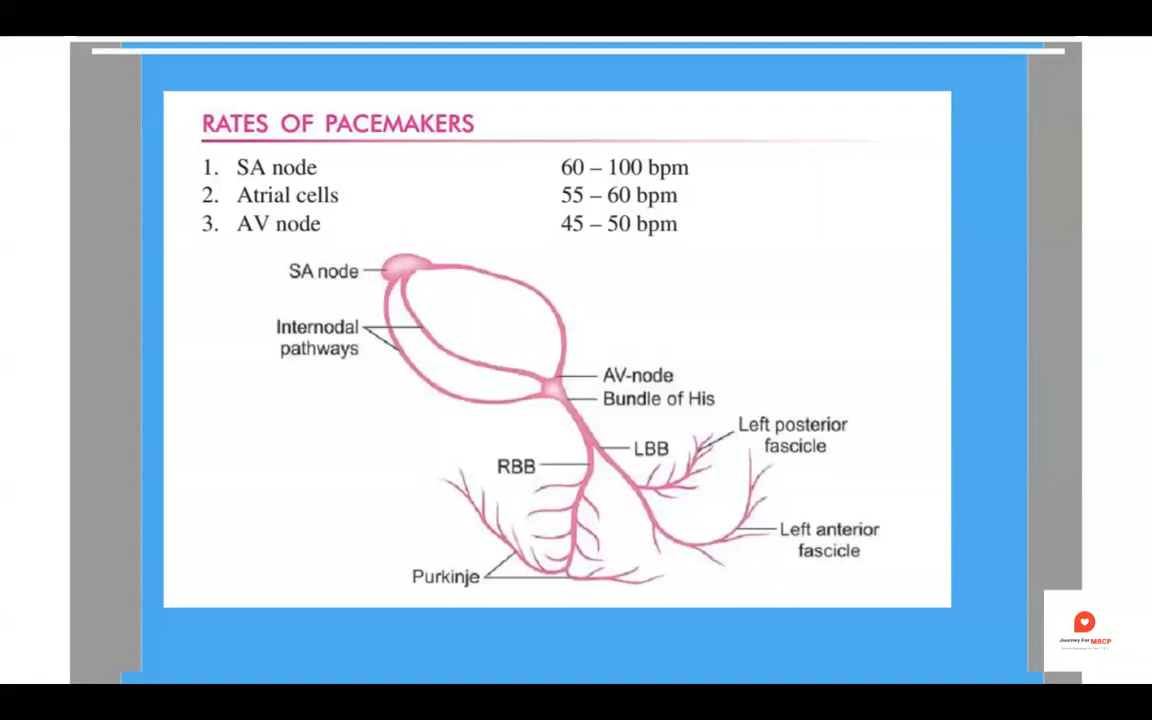 RATES OF PACEMAKERS
1. SA node 60 – 100 bpm
2. Atrial cells 55 – 60 bpm
3. AV node 45 – 50 bpm
SA node
Internodal
pathways
AV-node
Bundle of His
Left posterior
fascicle
LBB
RBB
Left anterior
fascicle
Purkinje
Journey For MRCP